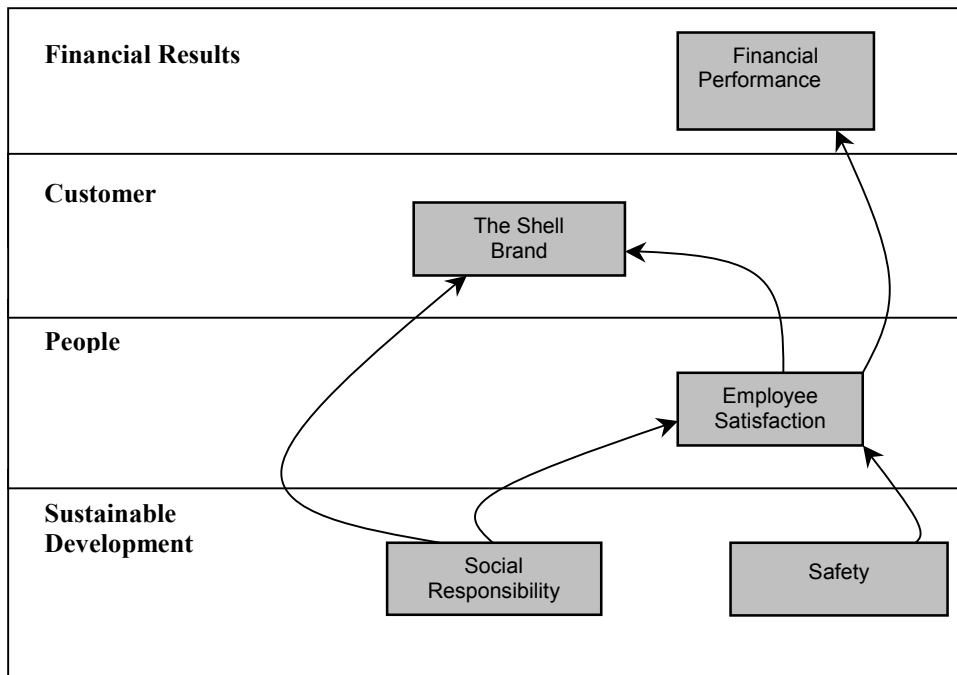 Financial Results
Financial
Performance
Customer
The Shell
Brand
People
Employee
Satisfaction
Sustainable
Development
Social
Responsibility
Safety